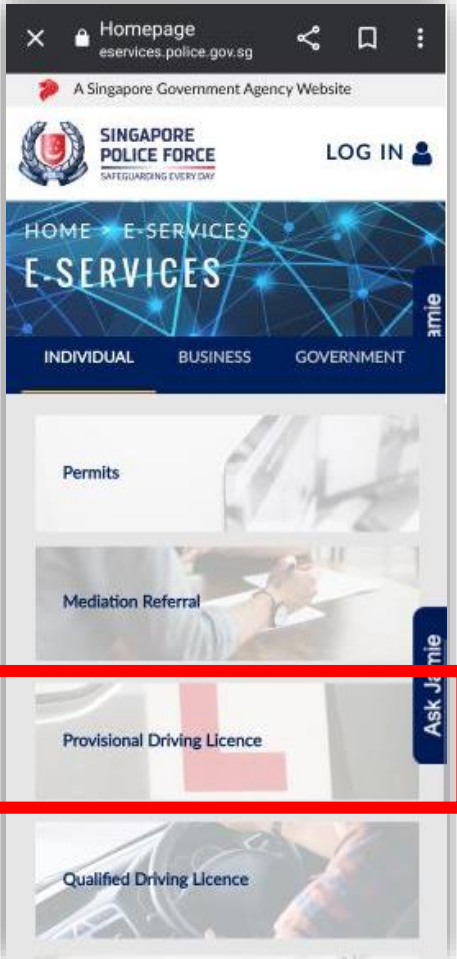 Homepage
eservices.police.gov.sg
A Singapore Government Agency Website
SINGAPORE
POLICE FORCE
SAFEGUARDING EVERY DAY
LOG IN
HOME > E-SERVICES
E-SERVICES
amie
INDIVIDUAL BUSINESS GOVERNMENT
Permits
Mediation Referral
Ask Jamie
Provisional Driving Licence
L
Qualified Driving Licence